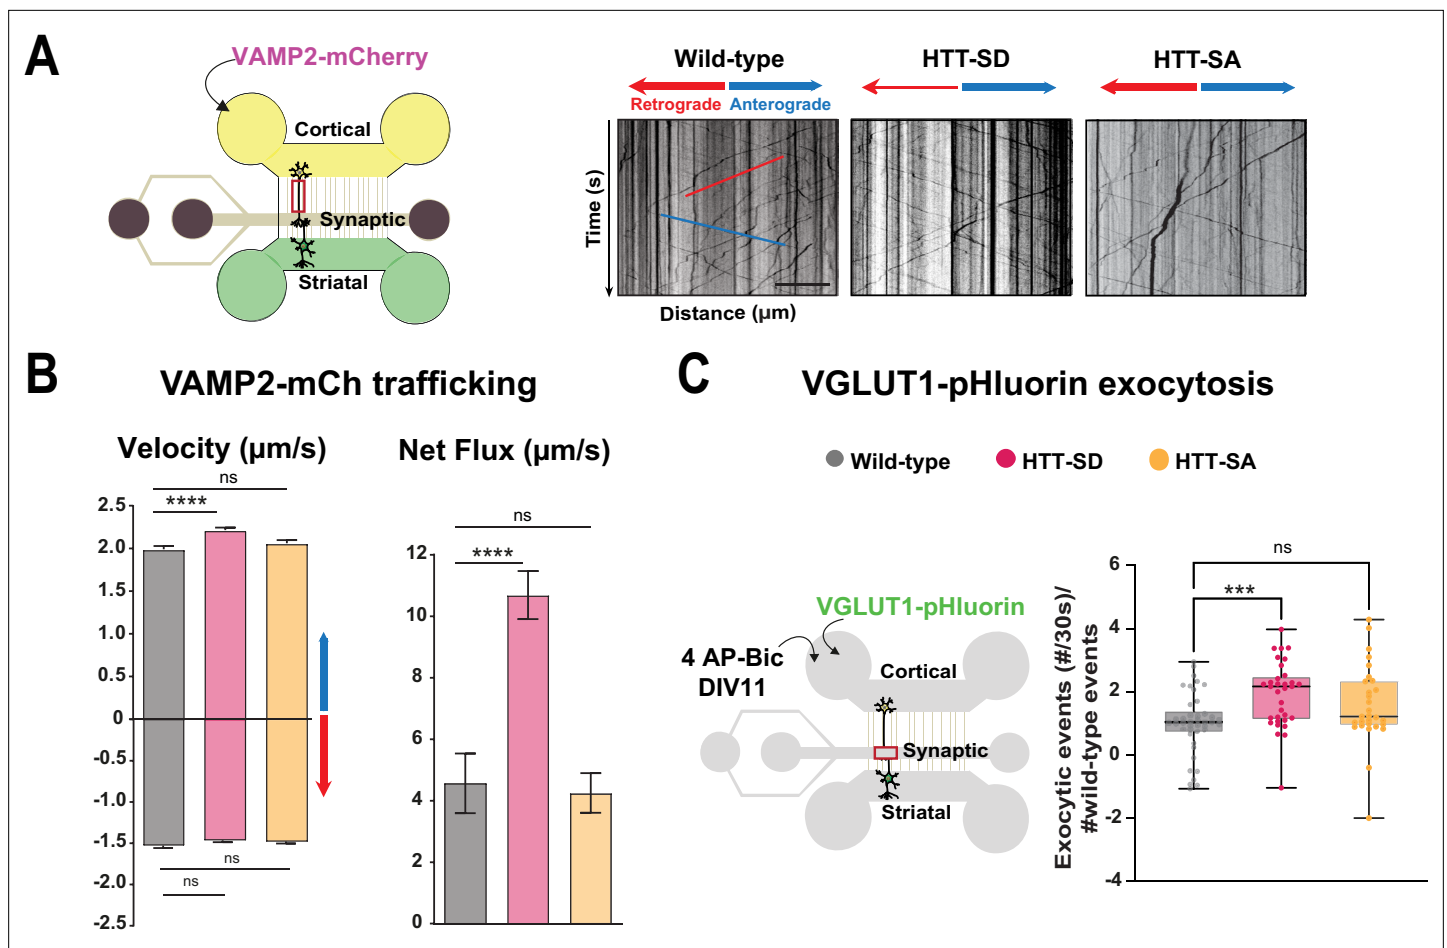 A
VAMP2-mCherry
Cortical
Synaptic
Striatal
Wild-type
HTT-SD
HTT-SA
Retrograde
Anterograde
Time (s)
Distance (µm)
B
VAMP2-mCh trafficking
Velocity (µm/s)
ns
****
2.5
2.0
1.5
1.0
0.5
0
-0.5
-1.0
-1.5
-2.0
-2.5
ns
ns
Net Flux (µm/s)
ns
****
12
10
8
6
4
2
0
C
VGLUT1-pHluorin exocytosis
Wild-type
HTT-SD
HTT-SA
VGLUT1-pHluorin
4 AP-Bic
DIV11
Cortical
Synaptic
Striatal
Exocytic events (#/30s)/
#wild-type events
ns
***
6
4
2
0
-2
-4